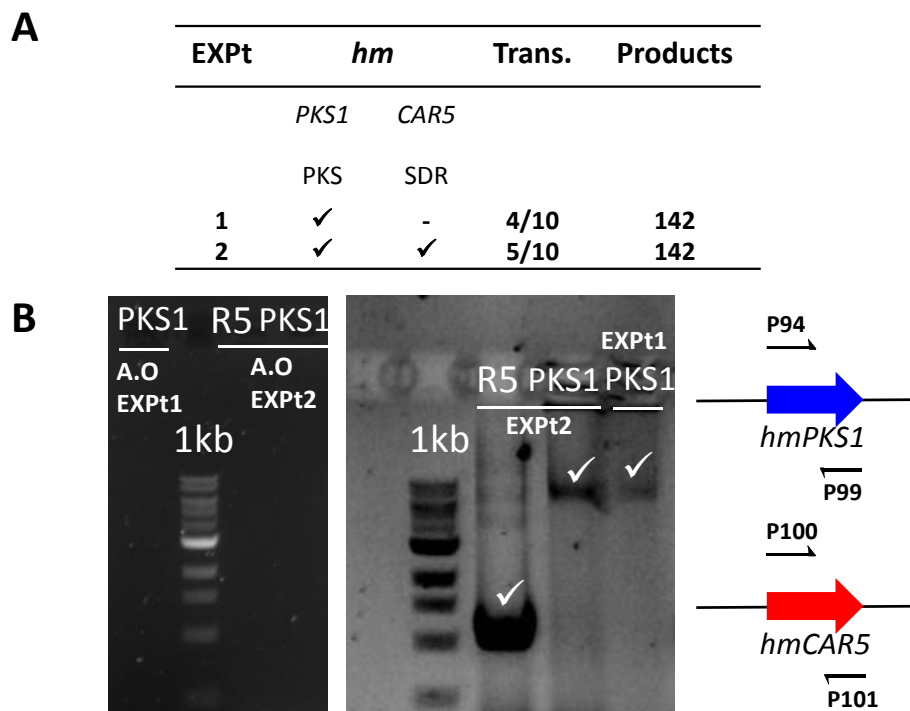 A
EXPt hm Trans. Products
PKS1 CAR5
PKS SDR
1 ✓ - 4/10 142
2 ✓ ✓ 5/10 142
B
PKS1 R5 PKS1
A.O A.O
EXPt1 EXPt2
1kb
EXPt1
R5 PKS1 PKS1
EXPt2
1kb
✓ ✓
✓
P94
hmPKS1
P99
P100
hmCAR5
P101